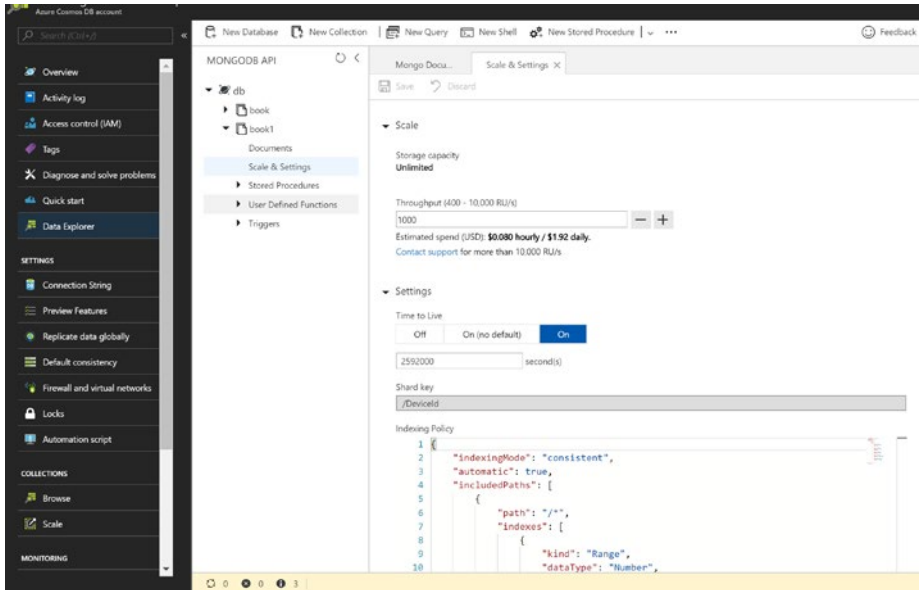 Azure Cosmos DB account
Search (Ctrl+/)
Overview
Activity log
Access control (IAM)
Tags
Diagnose and solve problems
Quick start
Data Explorer
SETTINGS
Connection String
Preview Features
Replicate data globally
Default consistency
Firewall and virtual networks
Locks
Automation script
COLLECTIONS
Browse
Scale
MONITORING
New Database New Collection New Query New Shell New Stored Procedure ... Feedback
MONGODB API
db
book
book1
Documents
Scale & Settings
Stored Procedures
User Defined Functions
Triggers
Mongo Docu... Scale & Settings
Save Discard
Scale
Storage capacity
Unlimited
Throughput (400 - 10,000 RU/s)
1000
Estimated spend (USD): $0.080 hourly / $1.92 daily.
Contact support for more than 10,000 RU/s
Settings
Time to Live
Off On (no default) On
2592000 second(s)
Shard key
/DeviceId
Indexing Policy
1 {
2 "indexingMode": "consistent",
3 "automatic": true,
4 "includedPaths": [
5 {
6 "path": "/*",
7 "indexes": [
8 {
9 "kind": "Range",
10 "dataType": "Number",
0 0 3